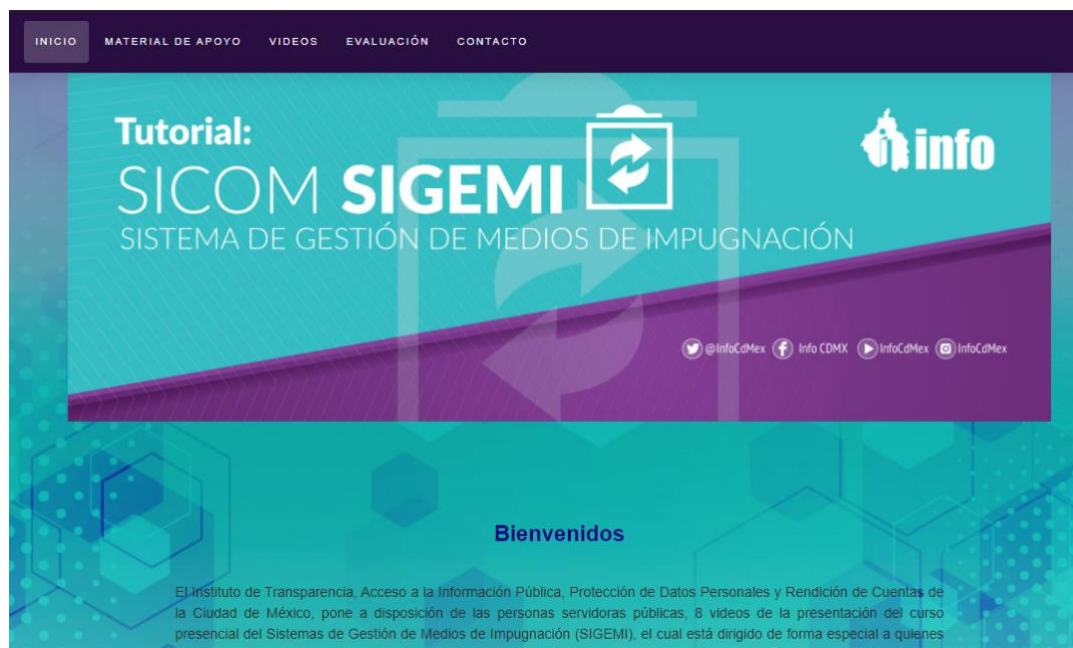 INICIO MATERIAL DE APOYO VIDEOS EVALUACIÓN CONTACTO
Tutorial:
info
SICOM SIGEMI
SISTEMA DE GESTIÓN DE MEDIOS DE IMPUGNACIÓN
@InfoCdMex Info CDMX InfoCdMex InfoCdMex
Bienvenidos
El Instituto de Transparencia, Acceso a la Información Pública, Protección de Datos Personales y Rendición de Cuentas de
la Ciudad de México, pone a disposición de las personas servidoras públicas, 8 videos de la presentación del curso
presencial del Sistemas de Gestión de Medios de Impugnación (SIGEMI), el cual está dirigido de forma especial a quienes